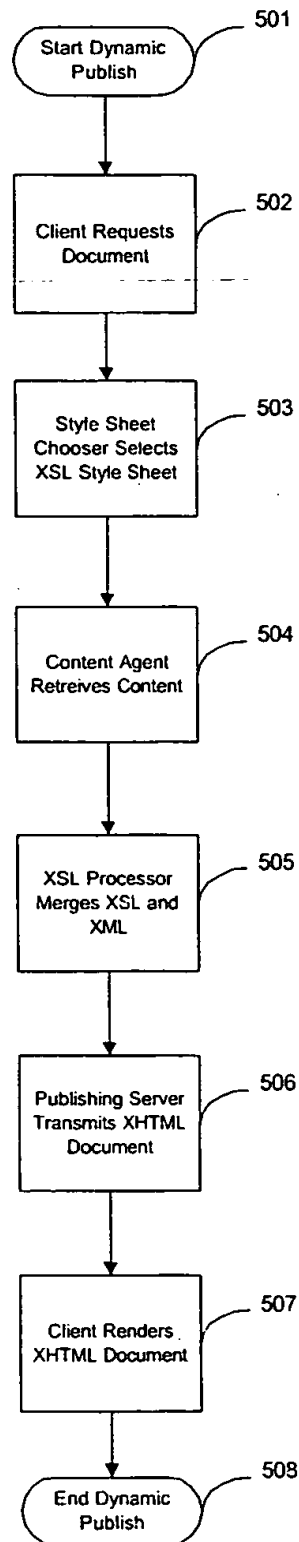 501
Start Dynamic
Publish
502
Client Requests
Document
503
Style Sheet
Chooser Selects
XSL Style Sheet
504
Content Agent
Retreives Content
505
XSL Processor
Merges XSL and
XML
506
Publishing Server
Transmits XHTML
Document
507
Client Renders
XHTML Document
508
End Dynamic
Publish